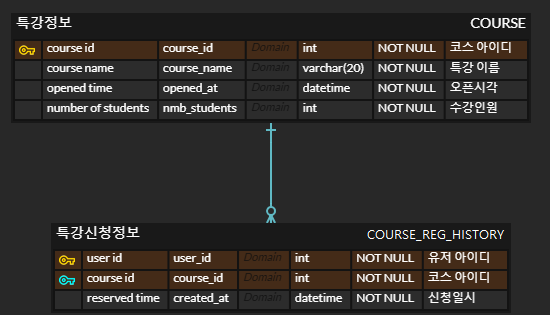 특강정보 COURSE
course id course_id Domain int NOT NULL 코스 아이디
course name course_name Domain varchar(20) NOT NULL 특강 이름
opened time opened_at Domain datetime NOT NULL 오픈시각
number of students nmb_students Domain int NOT NULL 수강인원
특강신청정보 COURSE_REG_HISTORY
user id user_id Domain int NOT NULL 유저 아이디
course id course_id Domain int NOT NULL 코스 아이디
reserved time created_at Domain datetime NOT NULL 신청일시